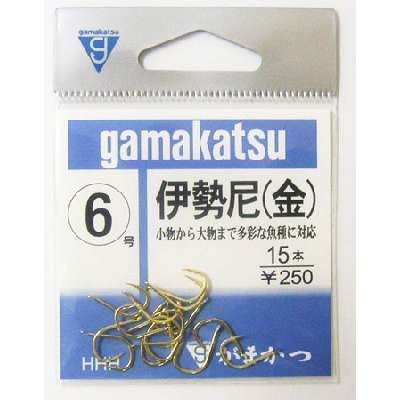 gamakatsu
g
gamakatsu
6号
伊勢尼(金)
小物から大物まで多彩な魚種に対応
15本
¥250
HHH
g がまかつ